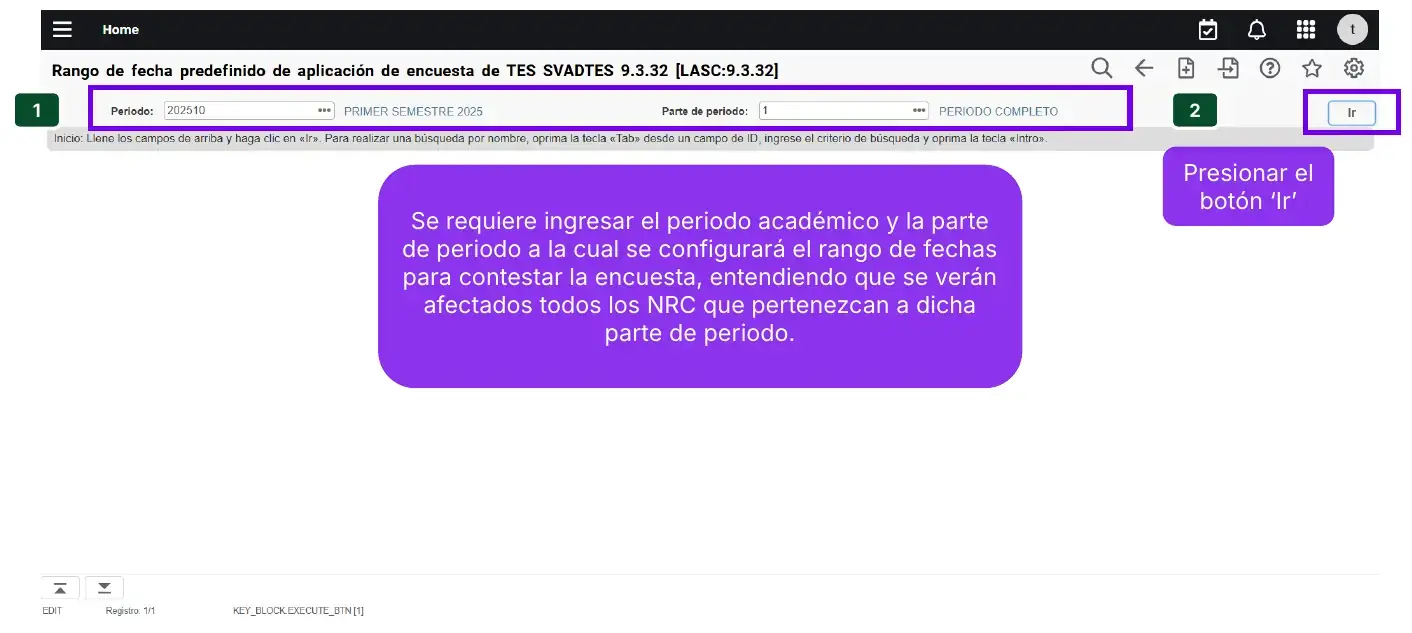 Home
t
Rango de fecha predefinido de aplicación de encuesta de TES SVADTES 9.3.32 [LASC:9.3.32]
1
Periodo: 202510 ••• PRIMER SEMESTRE 2025 Parte de periodo: 1 ••• PERIODO COMPLETO
2
Ir
Inicio: Llene los campos de arriba y haga clic en «Ir». Para realizar una búsqueda por nombre, oprima la tecla «Tab» desde un campo de ID, ingrese el criterio de búsqueda y oprima la tecla «Intro».
Presionar el
botón ‘Ir’
Se requiere ingresar el periodo académico y la parte
de periodo a la cual se configurará el rango de fechas
para contestar la encuesta, entendiendo que se verán
afectados todos los NRC que pertenezcan a dicha
parte de periodo.
EDIT Registro: 1/1 KEY_BLOCK.EXECUTE_BTN [1]